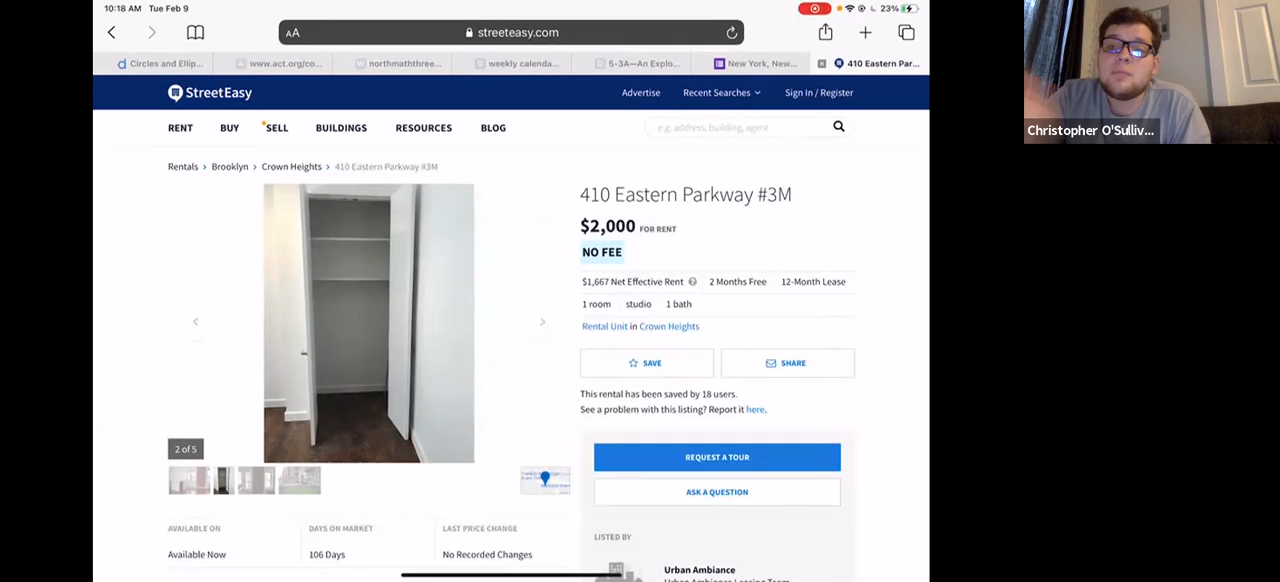 10:18 AM Tue Feb 9
23%
AA
streeteasy.com
Circles and Ellip...
www.act.org/co...
northmaththree...
weekly calenda...
5-3A—An Explo...
New York, New...
410 Eastern Par...
StreetEasy
Advertise
Recent Searches
Sign In / Register
RENT
BUY
SELL
BUILDINGS
RESOURCES
BLOG
e.g. address, building, agent
Rentals > Brooklyn > Crown Heights > 410 Eastern Parkway #3M
410 Eastern Parkway #3M
$2,000 FOR RENT
NO FEE
$1,667 Net Effective Rent ?
2 Months Free
12-Month Lease
1 room
studio
1 bath
Rental Unit in Crown Heights
SAVE
SHARE
This rental has been saved by 18 users.
See a problem with this listing? Report it here.
2 of 5
REQUEST A TOUR
ASK A QUESTION
AVAILABLE ON
Available Now
DAYS ON MARKET
106 Days
LAST PRICE CHANGE
No Recorded Changes
LISTED BY
Urban Ambiance
Urban Ambiance Leasing Team
Christopher O'Sulliv...